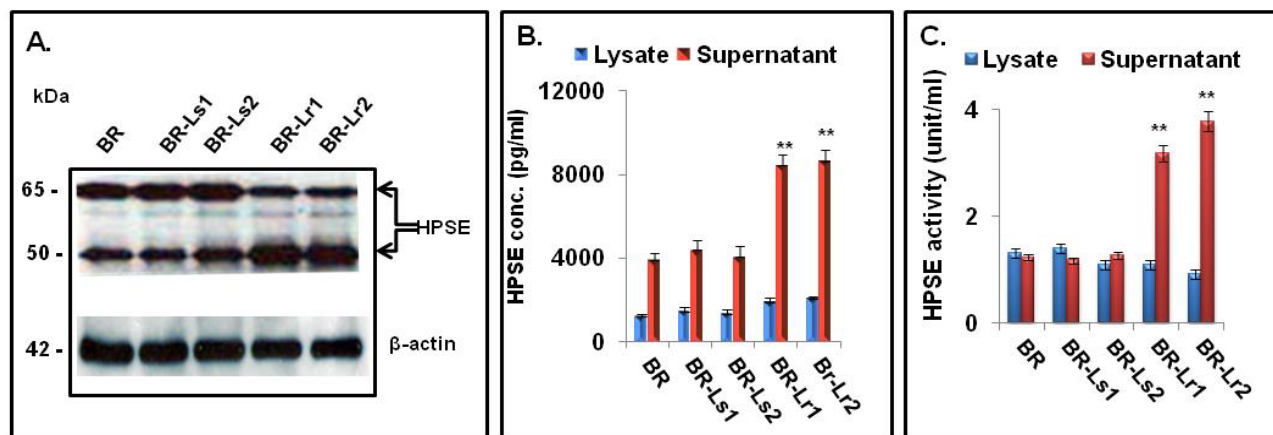 A.
kDa
BR BR-Ls1 BR-Ls2 BR-Lr1 BR-Lr2
65 -
HPSE
50 -
42 - β-actin
B.
Lysate Supernatant
HPSE conc. (pg/ml)
12000
8000
4000
0
BR BR-Ls1 BR-Ls2 BR-Lr1 Br-Lr2
** **
C.
Lysate Supernatant
HPSE activity (unit/ml)
4
2
0
BR BR-Ls1 BR-Ls2 BR-Lr1 BR-Lr2
** **